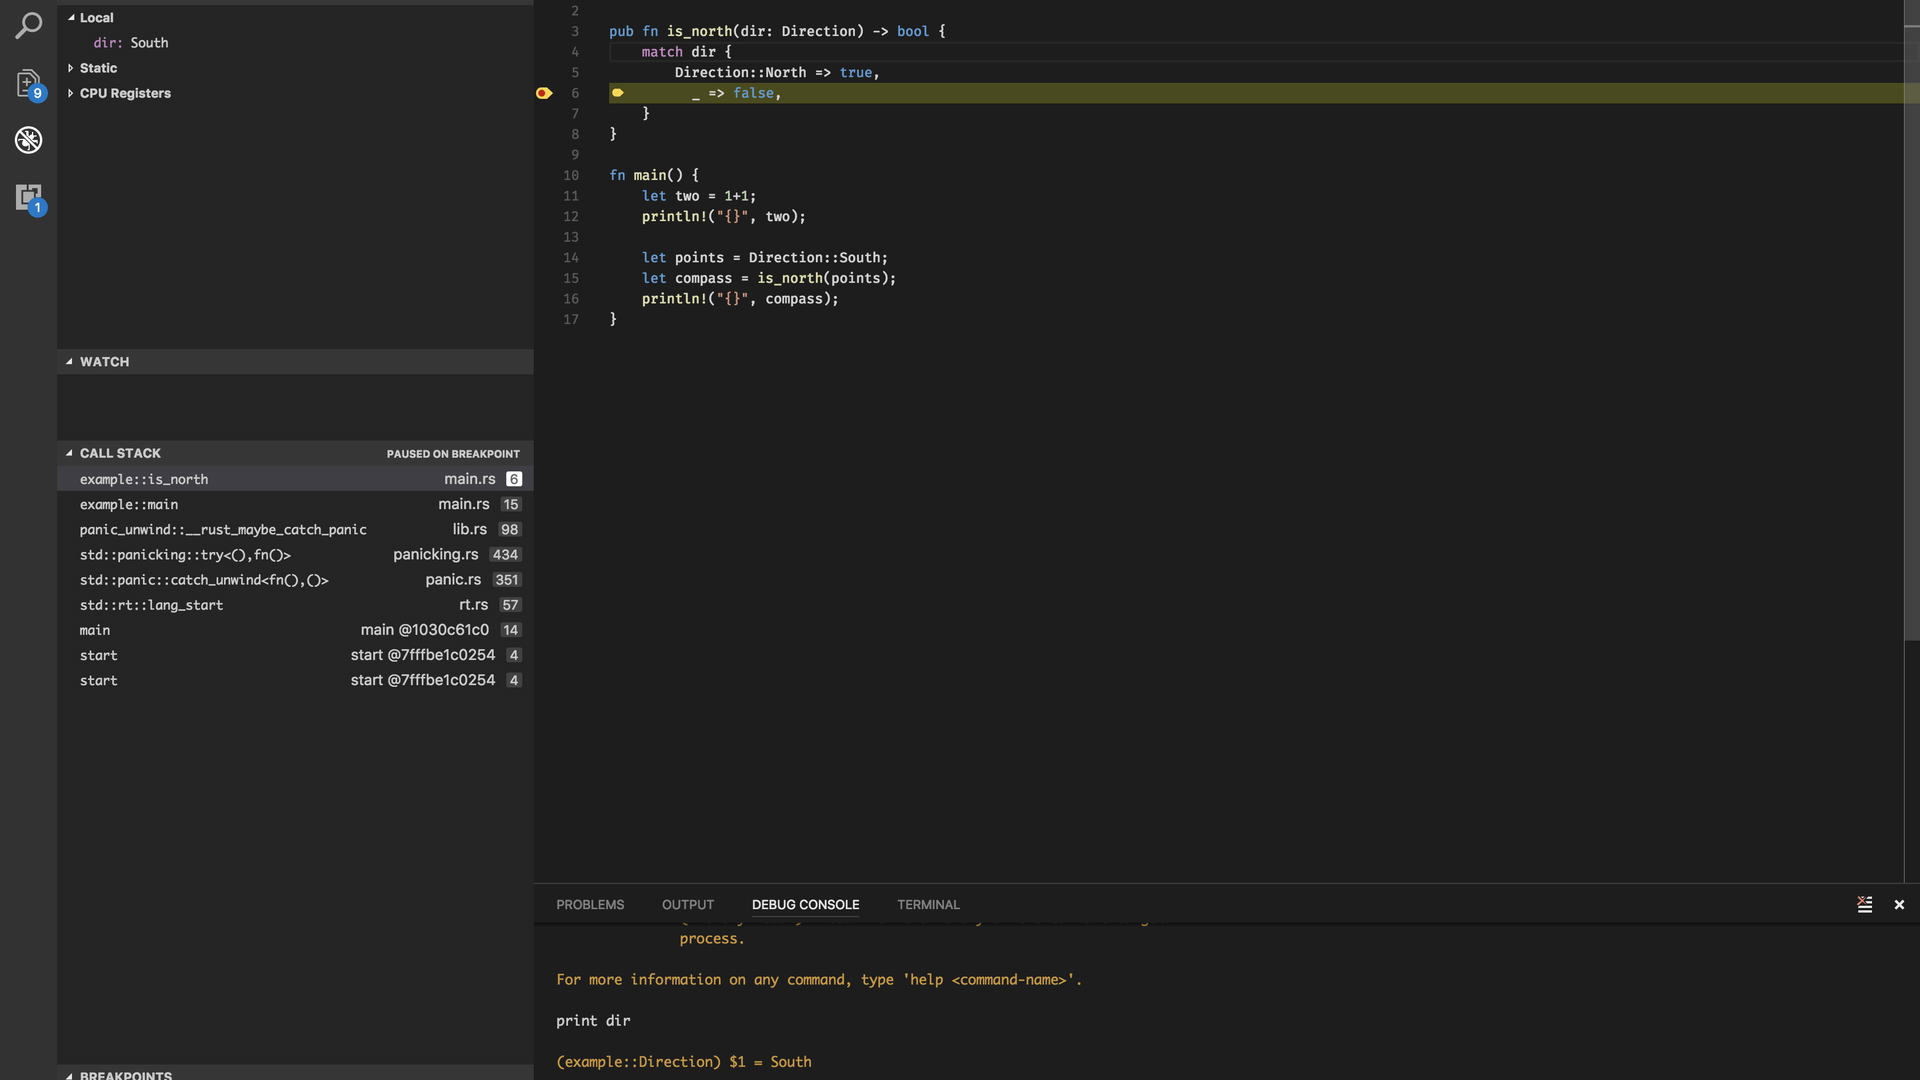 Local
dir: South
Static
CPU Registers
9
1
WATCH
CALL STACK PAUSED ON BREAKPOINT
example::is_north main.rs 6
example::main main.rs 15
panic_unwind::__rust_maybe_catch_panic lib.rs 98
std::panicking::try<(),fn()> panicking.rs 434
std::panic::catch_unwind<fn(),()> panic.rs 351
std::rt::lang_start rt.rs 57
main main @1030c61c0 14
start start @7fffbe1c0254 4
start start @7fffbe1c0254 4
BREAKPOINTS
2
3 pub fn is_north(dir: Direction) -> bool {
4 match dir {
5 Direction::North => true,
6 _ => false,
7 }
8 }
9
10 fn main() {
11 let two = 1+1;
12 println!("{}", two);
13
14 let points = Direction::South;
15 let compass = is_north(points);
16 println!("{}", compass);
17 }
PROBLEMS OUTPUT DEBUG CONSOLE TERMINAL
process.
For more information on any command, type 'help <command-name>'.
print dir
(example::Direction) $1 = South